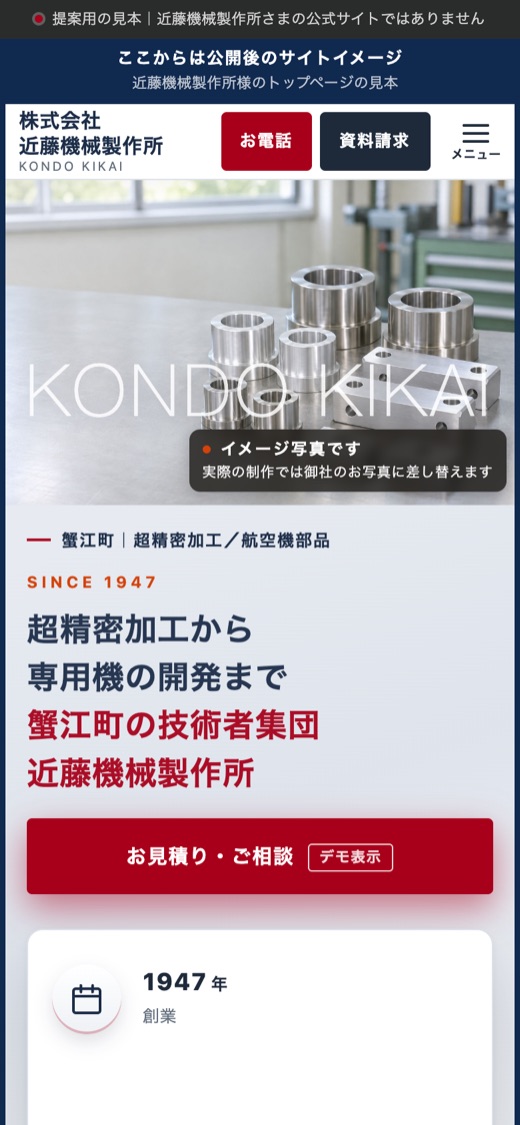 提案用の見本｜近藤機械製作所さまの公式サイトではありません
ここからは公開後のサイトイメージ
近藤機械製作所様のトップページの見本
株式会社
近藤機械製作所
KONDO KIKAI
お電話
資料請求
メニュー
KONDO KIKAI
イメージ写真です
実際の制作では御社のお写真に差し替えます
蟹江町｜超精密加工／航空機部品
SINCE 1947
超精密加工から
専用機の開発まで
蟹江町の技術者集団
近藤機械製作所
お見積り・ご相談 デモ表示
1947年
創業